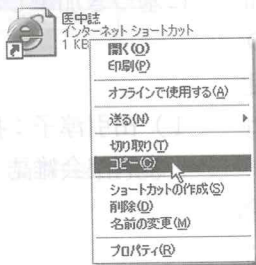 医中誌
インターネット ショートカット
1 KB
開く(O)
印刷(P)
オフラインで使用する(A)
送る(N)
切り取り(T)
コピー(C)
ショートカットの作成(S)
削除(D)
名前の変更(M)
プロパティ(R)